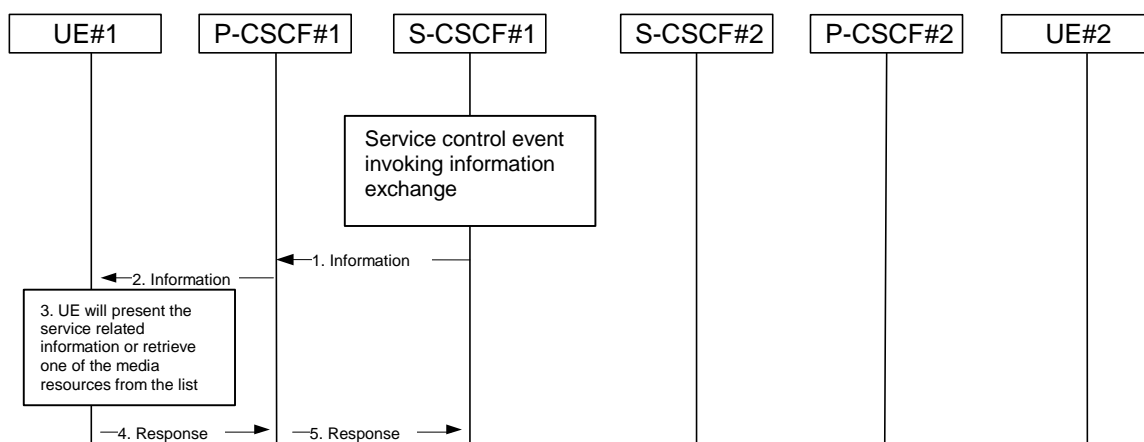 UE#1
P-CSCF#1
S-CSCF#1
S-CSCF#2
P-CSCF#2
UE#2
Service control event
invoking information
exchange
1. Information
2. Information
3. UE will present the
service related
information or retrieve
one of the media
resources from the list
4. Response
5. Response